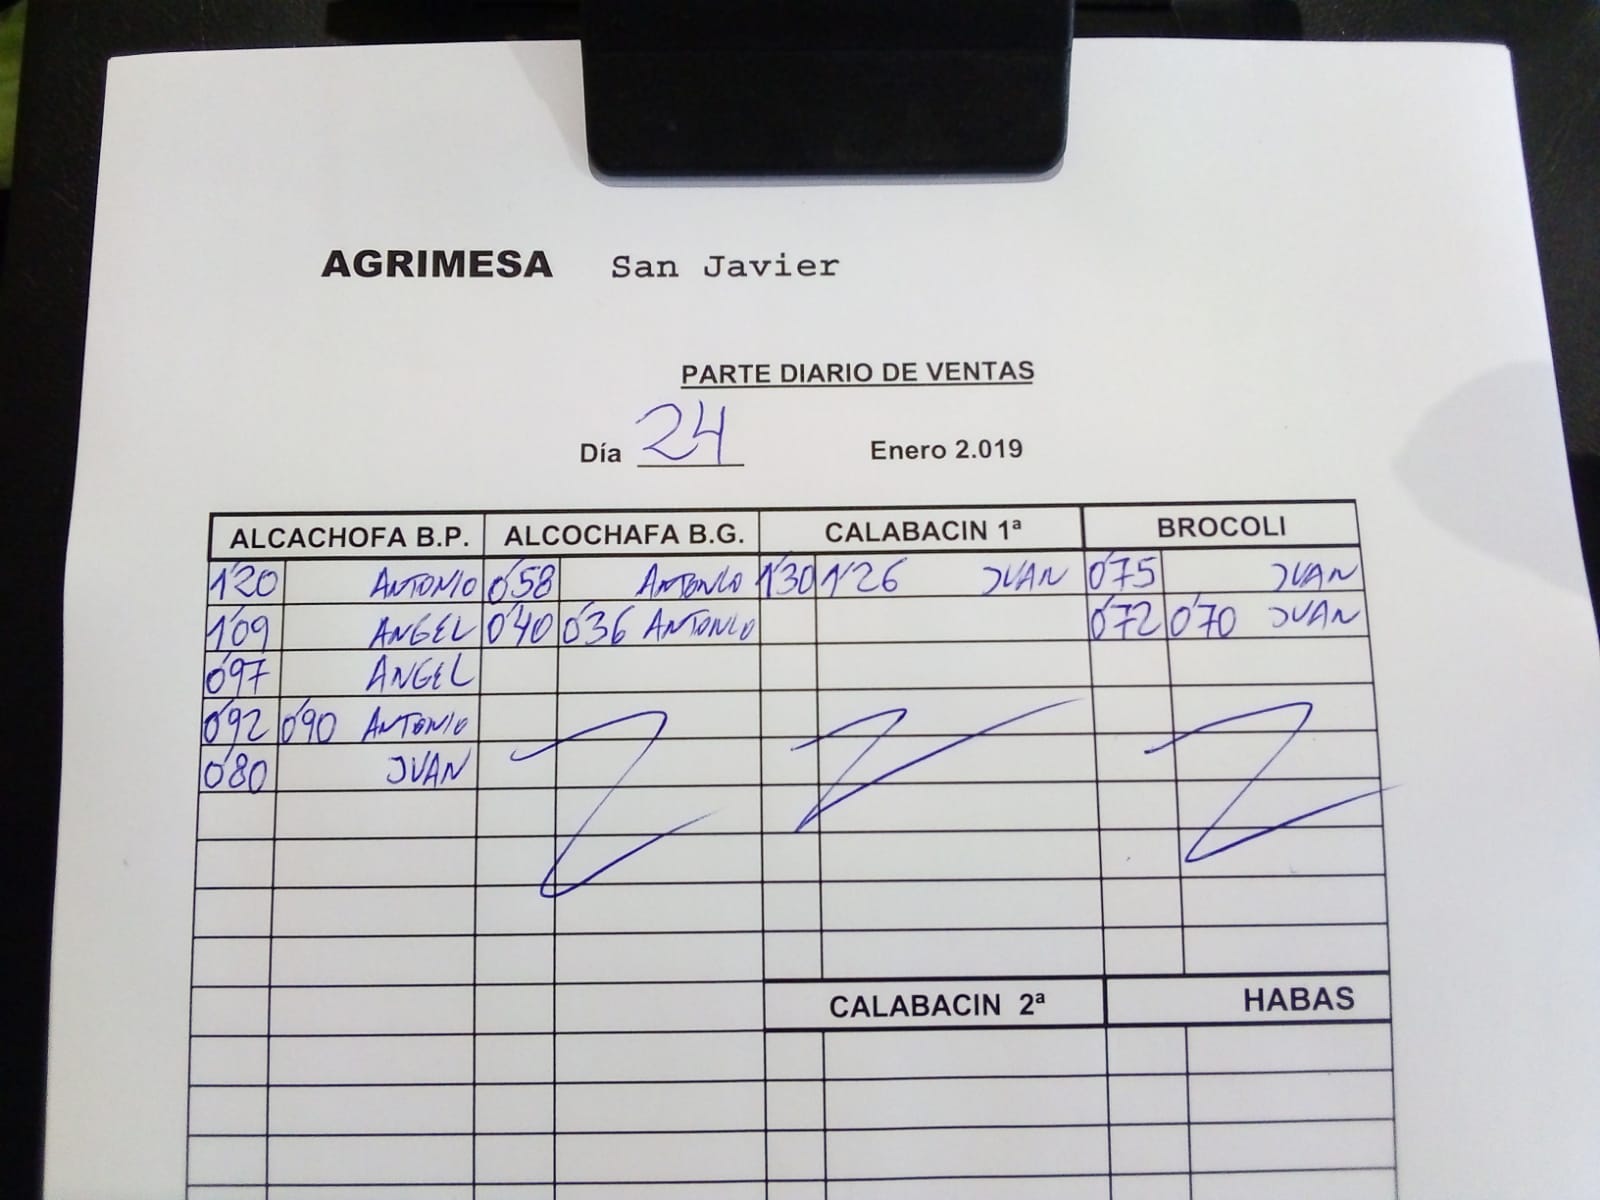 AGRIMESA San Javier
PARTE DIARIO DE VENTAS
Día 24 Enero 2.019
ALCACHOFA B.P. ALCOCHAFA B.G. CALABACIN 1ª BROCOLI
1'20 ANTONIO 0'58 ANTONIO 1'30 1'26 JUAN 0'75 JUAN
1'09 ANGEL 0'40 0'36 ANTONIO 0'72 0'70 JUAN
0'97 ANGEL
0'92 0'90 ANTONIO
0'80 JUAN
CALABACIN 2ª HABAS